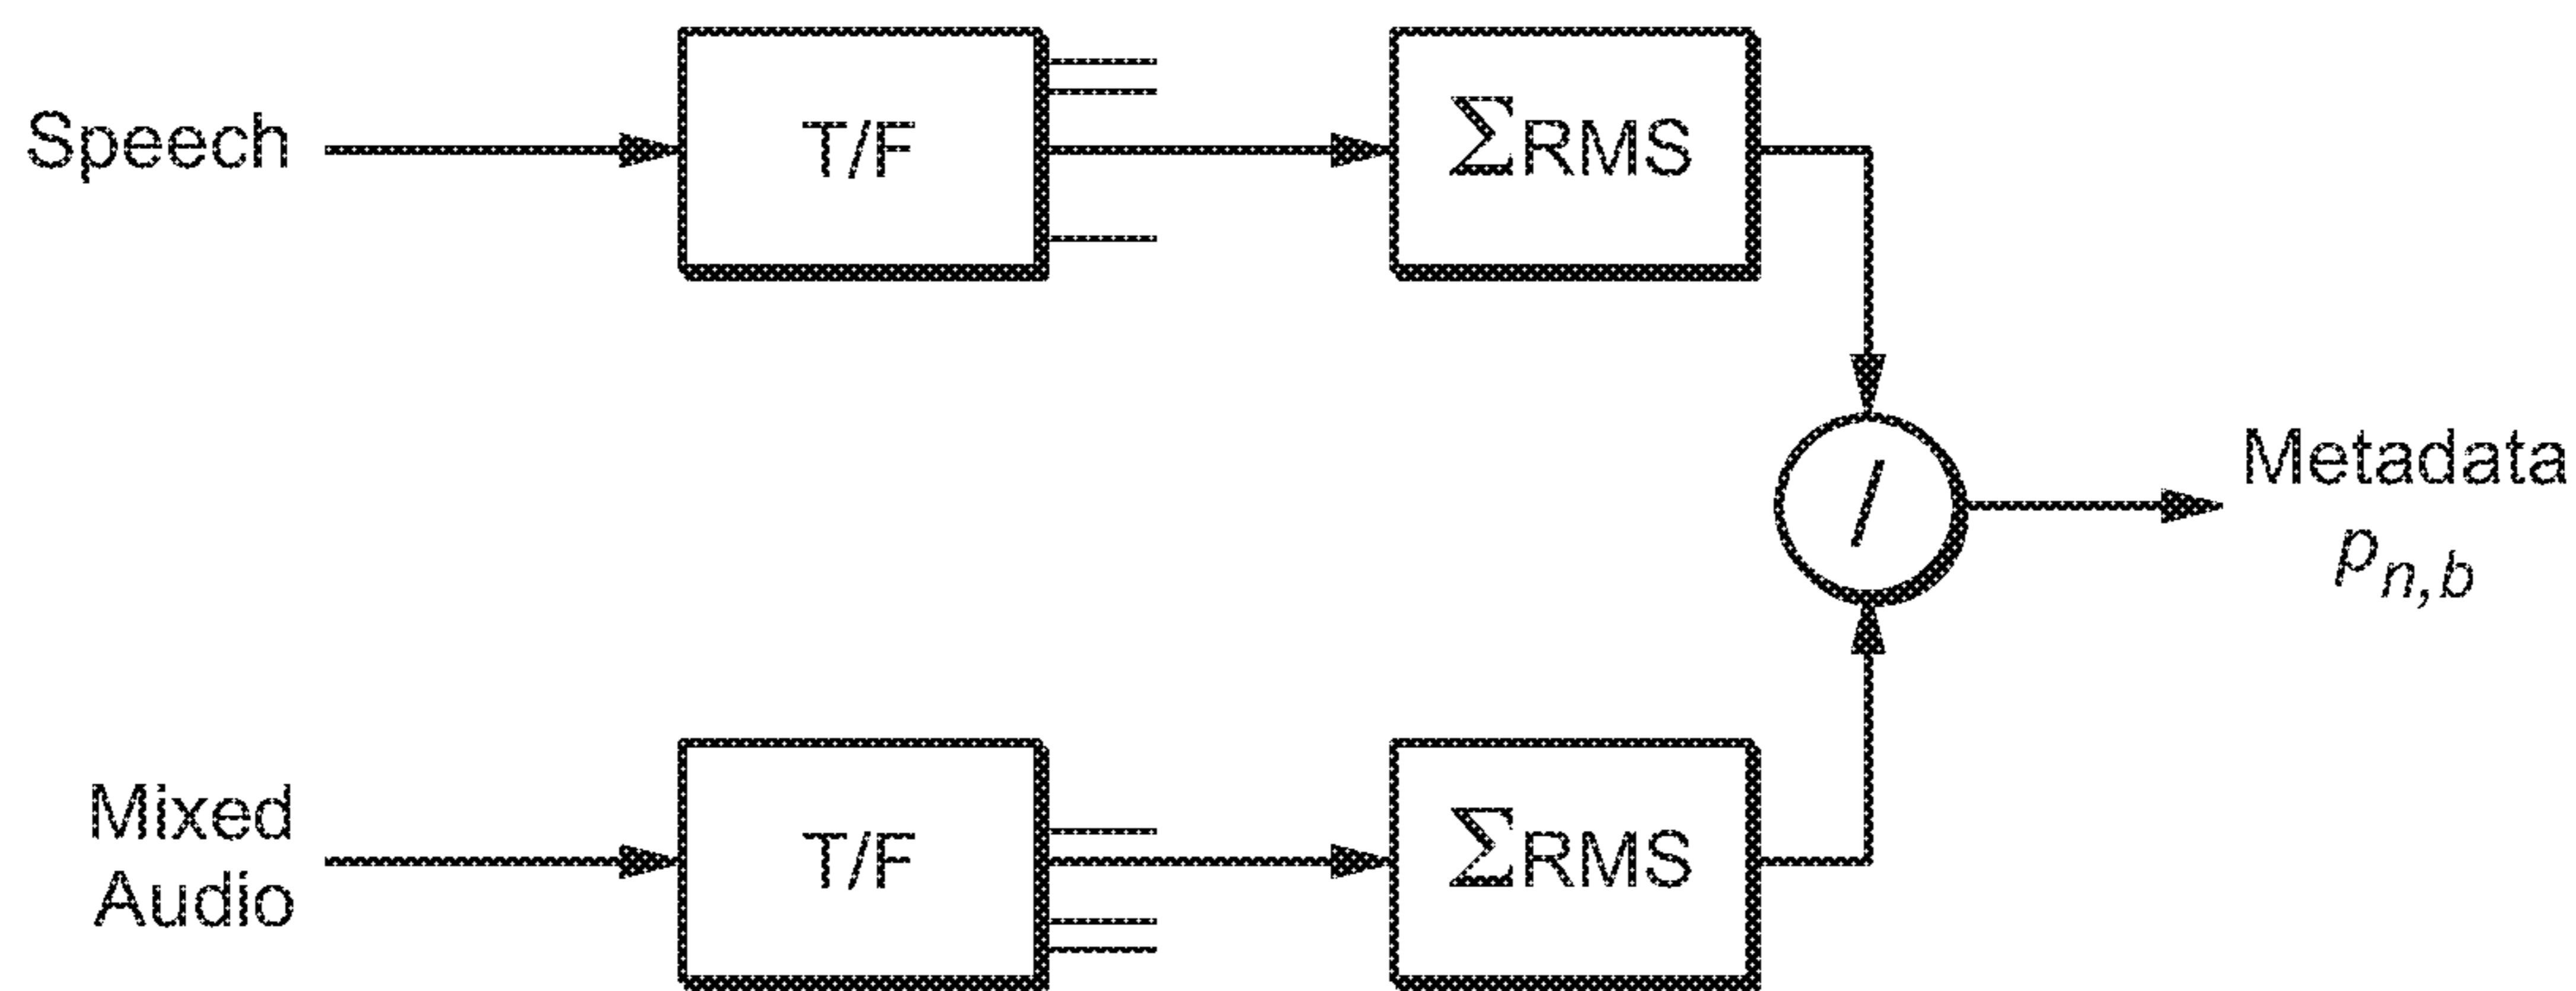 Speech
T/F
ΣRMS
/
Metadata
p_{n,b}
Mixed
Audio
T/F
ΣRMS